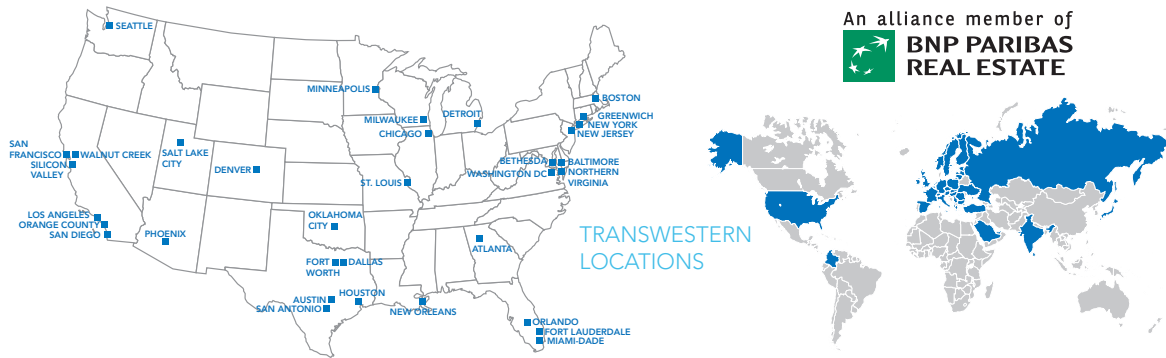 SEATTLE
MINNEAPOLIS
MILWAUKEE
CHICAGO
DETROIT
BOSTON
GREENWICH
NEW YORK
NEW JERSEY
SAN
FRANCISCO
WALNUT CREEK
SILICON
VALLEY
SALT LAKE
CITY
DENVER
ST. LOUIS
BETHESDA
BALTIMORE
WASHINGTON DC
NORTHERN
VIRGINIA
LOS ANGELES
ORANGE COUNTY
SAN DIEGO
PHOENIX
OKLAHOMA
CITY
FORT
WORTH
DALLAS
ATLANTA
AUSTIN
SAN ANTONIO
HOUSTON
NEW ORLEANS
ORLANDO
FORT LAUDERDALE
MIAMI-DADE
TRANSWESTERN
LOCATIONS
An alliance member of
BNP PARIBAS
REAL ESTATE